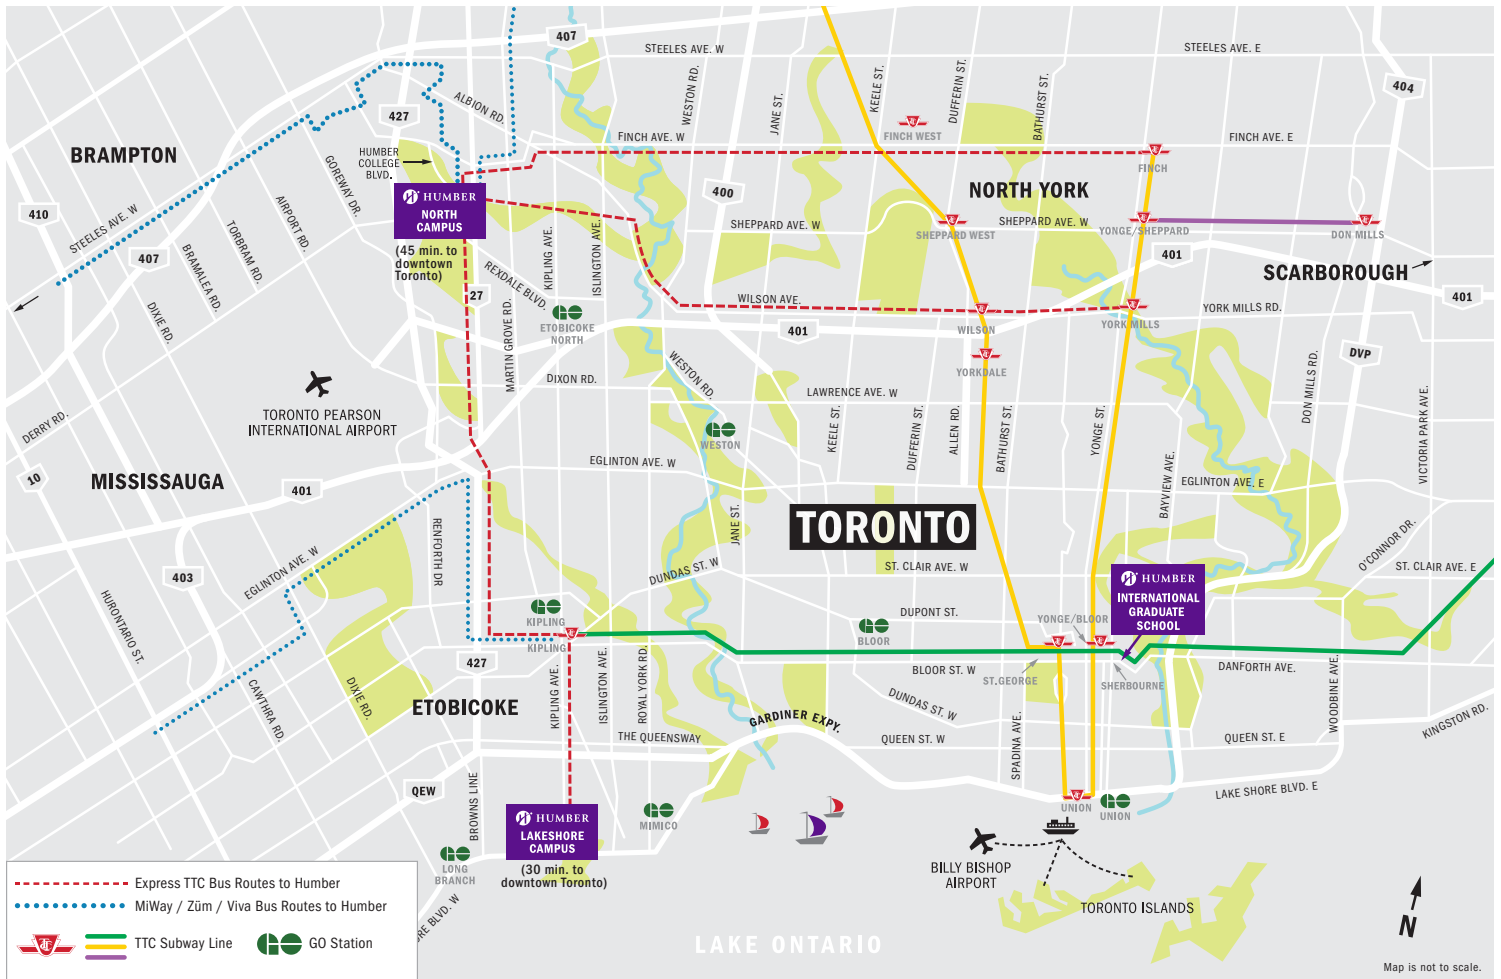 407
STEELES AVE. W
STEELES AVE. E
404
WESTON RD.
JANE ST.
KEELE ST.
DUFFERIN ST.
BATHURST ST.
ALBION RD.
427
FINCH AVE. W
FINCH WEST
FINCH AVE. E
FINCH
BRAMPTON
HUMBER
COLLEGE
BLVD.
GOREWAY DR.
HUMBER
NORTH
CAMPUS
(45 min. to
downtown
Toronto)
400
NORTH YORK
410
STEELES AVE. W
407
AIRPORT RD.
TORBRAM RD.
BRAMALEA RD.
DIXIE RD.
KIPLING AVE.
ISLINGTON AVE.
SHEPPARD AVE. W
SHEPPARD WEST
SHEPPARD AVE. W
YONGE/SHEPPARD
DON MILLS
401
SCARBOROUGH
401
REXDALE BLVD.
27
MARTIN GROVE RD.
ETOBICOKE
NORTH
WILSON AVE.
401
WILSON
YORK MILLS
YORK MILLS RD.
YORKDALE
DVP
DON MILLS RD.
VICTORIA PARK AVE.
WESTON RD.
DIXON RD.
LAWRENCE AVE. W
TORONTO PEARSON
INTERNATIONAL AIRPORT
WESTON
KEELE ST.
DUFFERIN ST.
ALLEN RD.
BATHURST ST.
YONGE ST.
BAYVIEW AVE.
DERRY RD.
10
MISSISSAUGA
401
EGLINTON AVE. W
EGLINTON AVE. E
JANE ST.
TORONTO
RENFORTH DR
O'CONNOR DR.
403
EGLINTON AVE. W
DUNDAS ST. W
ST. CLAIR AVE. W
ST. CLAIR AVE. E
HUMBER
INTERNATIONAL
GRADUATE
SCHOOL
HURONTARIO ST.
KIPLING
KIPLING
DUPONT ST.
BLOOR
YONGE/BLOOR
427
BLOOR ST. W
ST.GEORGE
SHERBOURNE
DANFORTH AVE.
CAWTHRA RD.
DIXIE RD.
ETOBICOKE
KIPLING AVE.
ISLINGTON AVE.
ROYAL YORK RD.
DUNDAS ST. W
WOODBINE AVE.
KINGSTON RD.
GARDINER EXPY.
THE QUEENSWAY
QUEEN ST. W
SPADINA AVE.
QUEEN ST. E
QEW
BROWNS LINE
LAKE SHORE BLVD. E
HUMBER
LAKESHORE
CAMPUS
(30 min. to
downtown Toronto)
MIMICO
UNION
UNION
LONG
BRANCH
BILLY BISHOP
AIRPORT
TORONTO ISLANDS
RE BLVD. W
LAKE ONTARIO
N
Map is not to scale.
Express TTC Bus Routes to Humber
MiWay / Züm / Viva Bus Routes to Humber
TTC Subway Line
GO Station